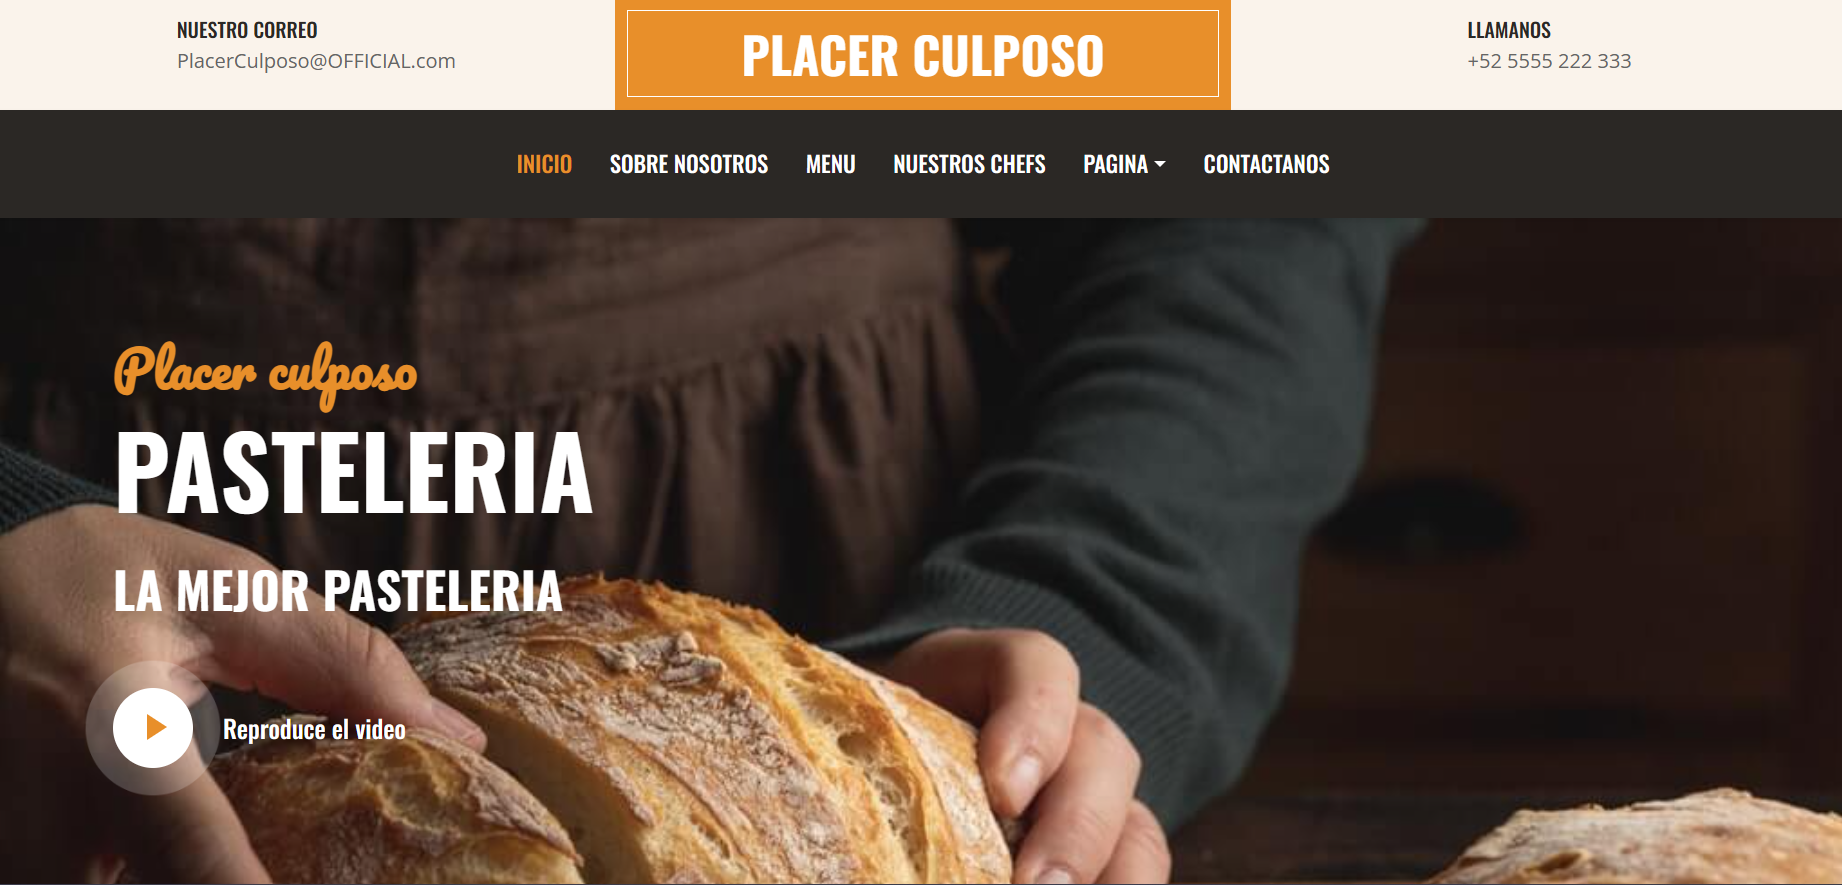 NUESTRO CORREO
PlacerCulposo@OFFICIAL.com
PLACER CULPOSO
LLAMANOS
+52 5555 222 333
INICIO SOBRE NOSOTROS MENU NUESTROS CHEFS PAGINA CONTACTANOS
Placer culposo
PASTELERIA
LA MEJOR PASTELERIA
Reproduce el video